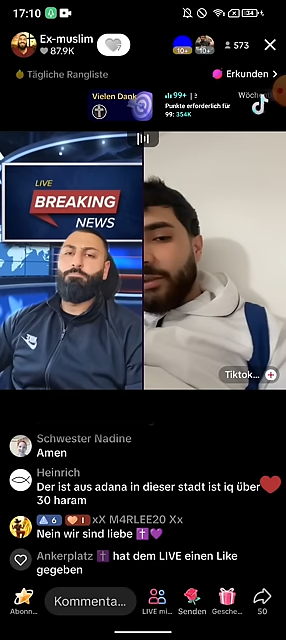 17:10
34
Ex-muslim
87.9K
10+
10+
573
Tägliche Rangliste
Erkunden >
Vielen Dank
99+
Punkte erforderlich für
99: 354K
LIVE
BREAKING
NEWS
Tiktok...
Schwester Nadine
Amen
Heinrich
Der ist aus adana in dieser stadt ist iq über
30 haram
6 1 xX M4RLEE20 Xx
Nein wir sind liebe ✝️💜
Ankerplatz ✝️ hat dem LIVE einen Like
gegeben
Abonn...
Kommenta...
LIVE mi...
Senden
Gesche...
50